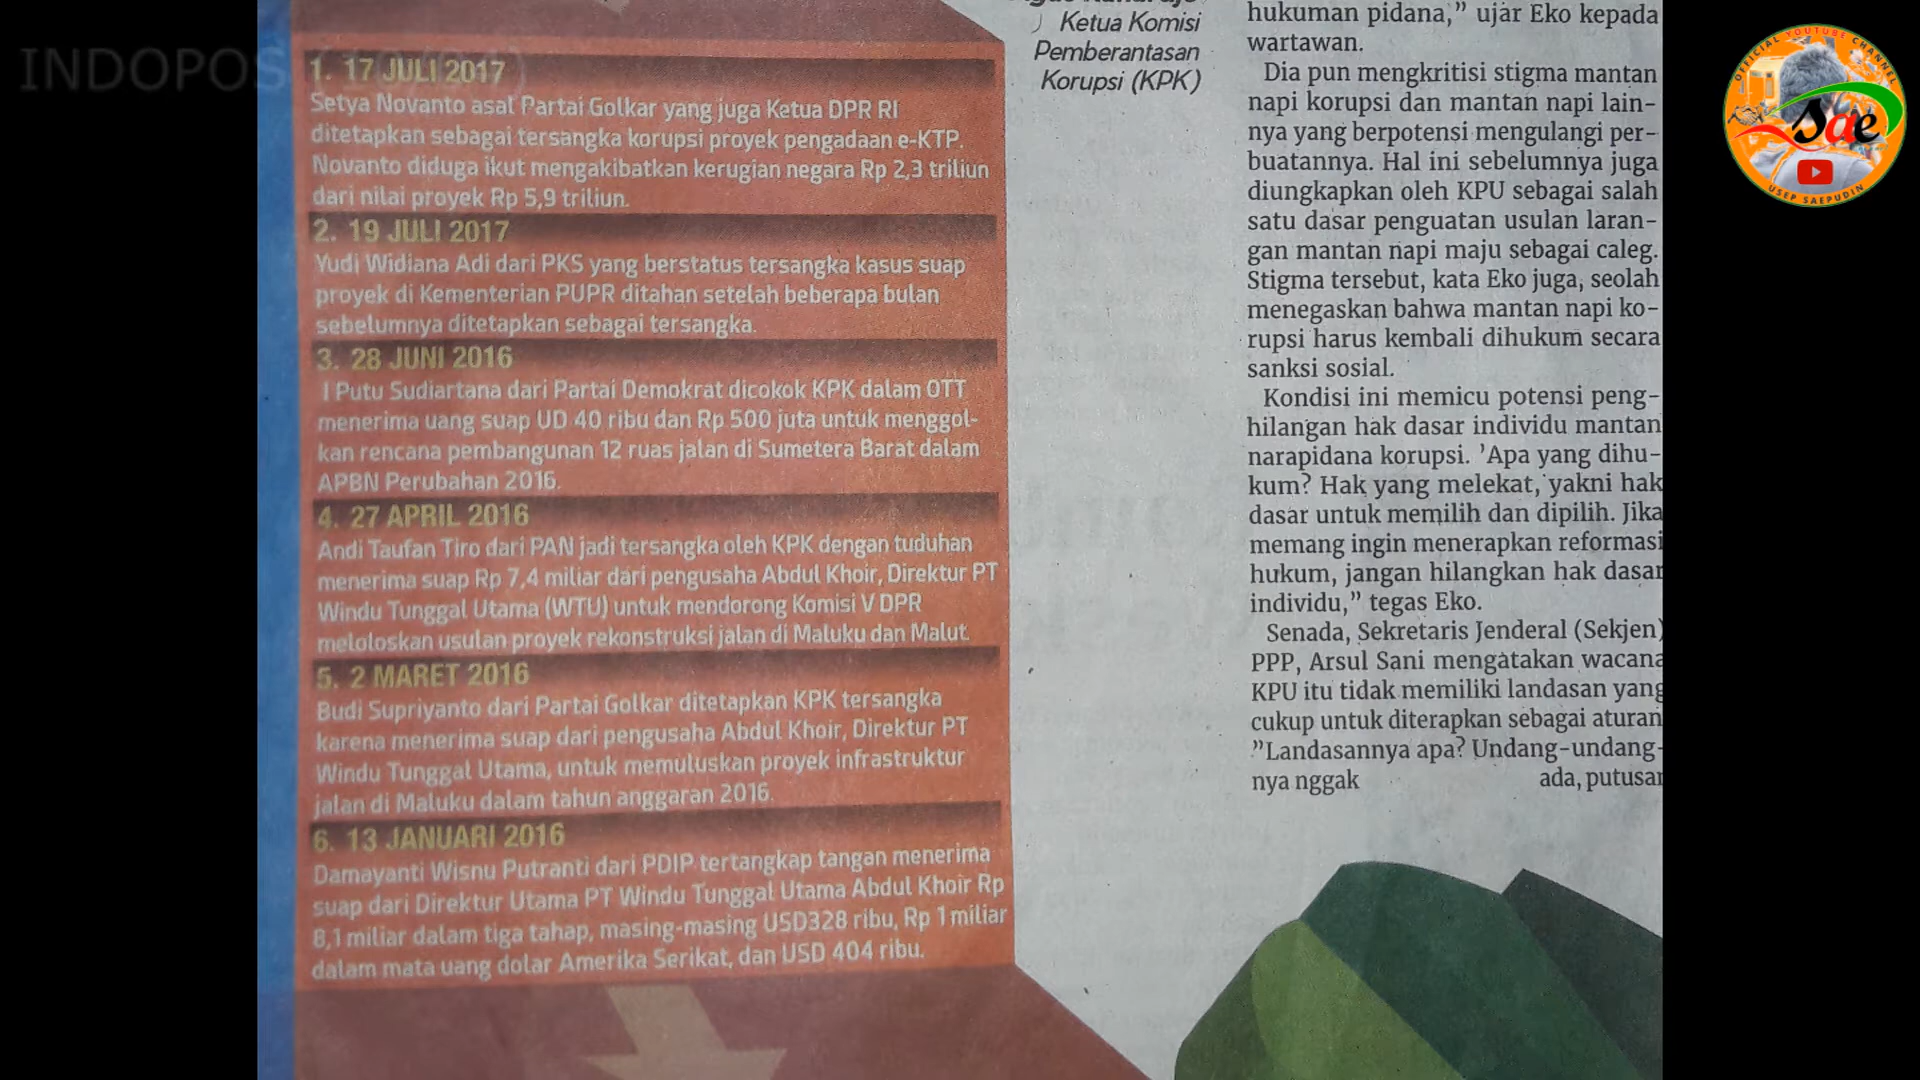 INDOPOS
1. 17 JULI 2017
Setya Novanto asal Partai Golkar yang juga Ketua DPR RI
ditetapkan sebagai tersangka korupsi proyek pengadaan e-KTP.
Novanto diduga ikut mengakibatkan kerugian negara Rp 2,3 triliun
dari nilai proyek Rp 5,9 triliun.
2. 19 JULI 2017
Yudi Widiana Adi dari PKS yang berstatus tersangka kasus suap
proyek di Kementerian PUPR ditahan setelah beberapa bulan
sebelumnya ditetapkan sebagai tersangka.
3. 28 JUNI 2016
I Putu Sudiartana dari Partai Demokrat dicokok KPK dalam OTT
menerima uang suap UD 40 ribu dan Rp 500 juta untuk menggol-
kan rencana pembangunan 12 ruas jalan di Sumetera Barat dalam
APBN Perubahan 2016.
4. 27 APRIL 2016
Andi Taufan Tiro dari PAN jadi tersangka oleh KPK dengan tuduhan
menerima suap Rp 7,4 miliar dari pengusaha Abdul Khoir, Direktur PT
Windu Tunggal Utama (WTU) untuk mendorong Komisi V DPR
meloloskan usulan proyek rekonstruksi jalan di Maluku dan Malut.
5. 2 MARET 2016
Budi Supriyanto dari Partai Golkar ditetapkan KPK tersangka
karena menerima suap dari pengusaha Abdul Khoir, Direktur PT
Windu Tunggal Utama, untuk memuluskan proyek infrastruktur
jalan di Maluku dalam tahun anggaran 2016.
6. 13 JANUARI 2016
Damayanti Wisnu Putranti dari PDIP tertangkap tangan menerima
suap dari Direktur Utama PT Windu Tunggal Utama Abdul Khoir Rp
8,1 miliar dalam tiga tahap, masing-masing USD328 ribu, Rp 1 miliar
dalam mata uang dolar Amerika Serikat, dan USD 404 ribu.
) Ketua Komisi
Pemberantasan
Korupsi (KPK)
hukuman pidana,” ujar Eko kepada
wartawan.
Dia pun mengkritisi stigma mantan
napi korupsi dan mantan napi lain-
nya yang berpotensi mengulangi per-
buatannya. Hal ini sebelumnya juga
diungkapkan oleh KPU sebagai salah
satu dasar penguatan usulan laran-
gan mantan napi maju sebagai caleg.
Stigma tersebut, kata Eko juga, seolah
menegaskan bahwa mantan napi ko-
rupsi harus kembali dihukum secara
sanksi sosial.
Kondisi ini memicu potensi peng-
hilangan hak dasar individu mantan
narapidana korupsi. ’Apa yang dihu-
kum? Hak yang melekat, yakni hak
dasar untuk memilih dan dipilih. Jika
memang ingin menerapkan reformasi
hukum, jangan hilangkan hak dasar
individu,” tegas Eko.
Senada, Sekretaris Jenderal (Sekjen)
PPP, Arsul Sani mengatakan wacana
KPU itu tidak memiliki landasan yang
cukup untuk diterapkan sebagai aturan
”Landasannya apa? Undang-undang-
nya nggak ada, putusan
OFFICIAL YOUTUBE CHANNEL
Sae
USEP SAEPUDIN